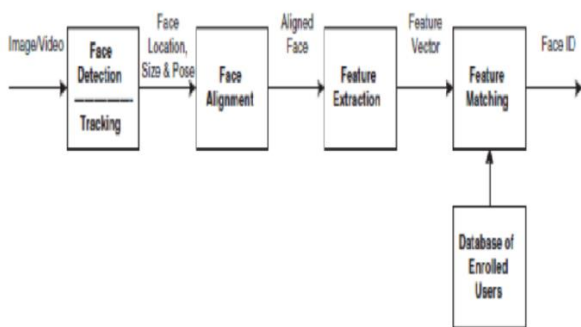 Image/Video
Face
Detection
Tracking
Face
Location,
Size & Pose
Face
Alignment
Aligned
Face
Feature
Extraction
Feature
Vector
Feature
Matching
Face ID
Database of
Enrolled
Users